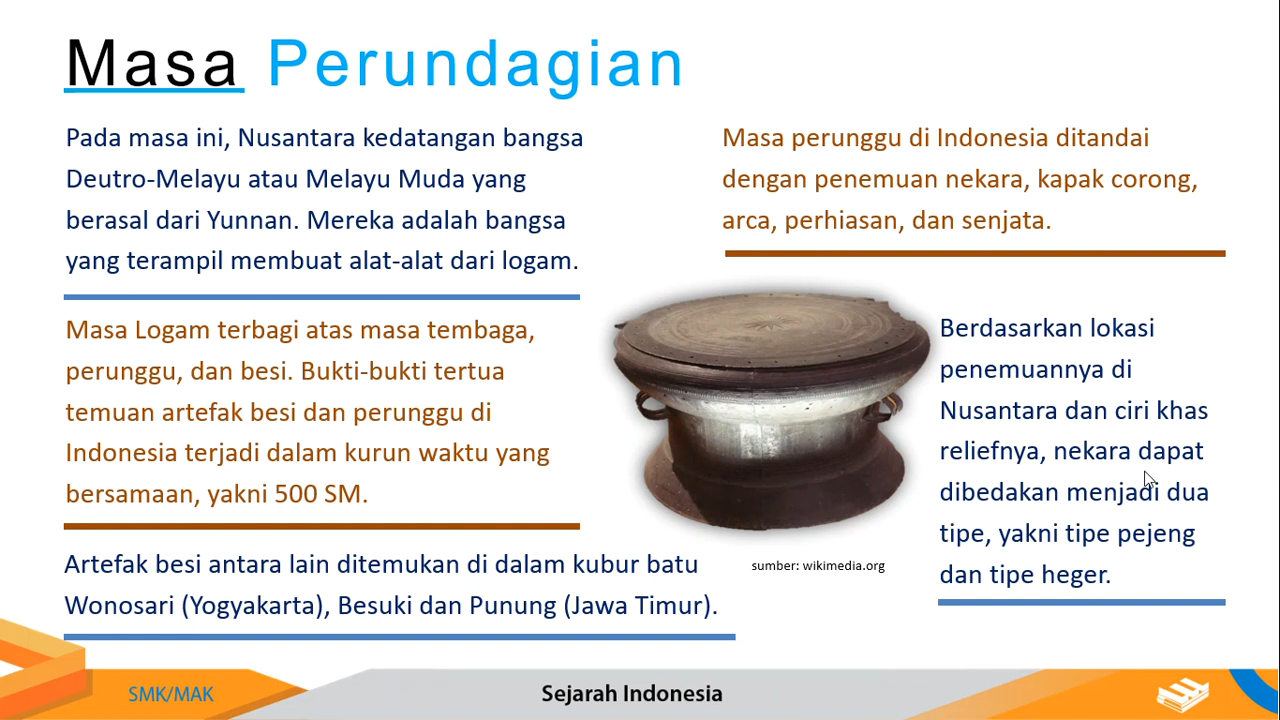 Masa Perundagian
Pada masa ini, Nusantara kedatangan bangsa
Deutro-Melayu atau Melayu Muda yang
berasal dari Yunnan. Mereka adalah bangsa
yang terampil membuat alat-alat dari logam.
Masa Logam terbagi atas masa tembaga,
perunggu, dan besi. Bukti-bukti tertua
temuan artefak besi dan perunggu di
Indonesia terjadi dalam kurun waktu yang
bersamaan, yakni 500 SM.
Artefak besi antara lain ditemukan di dalam kubur batu
Wonosari (Yogyakarta), Besuki dan Punung (Jawa Timur).
Masa perunggu di Indonesia ditandai
dengan penemuan nekara, kapak corong,
arca, perhiasan, dan senjata.
Berdasarkan lokasi
penemuannya di
Nusantara dan ciri khas
reliefnya, nekara dapat
dibedakan menjadi dua
tipe, yakni tipe pejeng
dan tipe heger.
sumber: wikimedia.org
SMK/MAK
Sejarah Indonesia